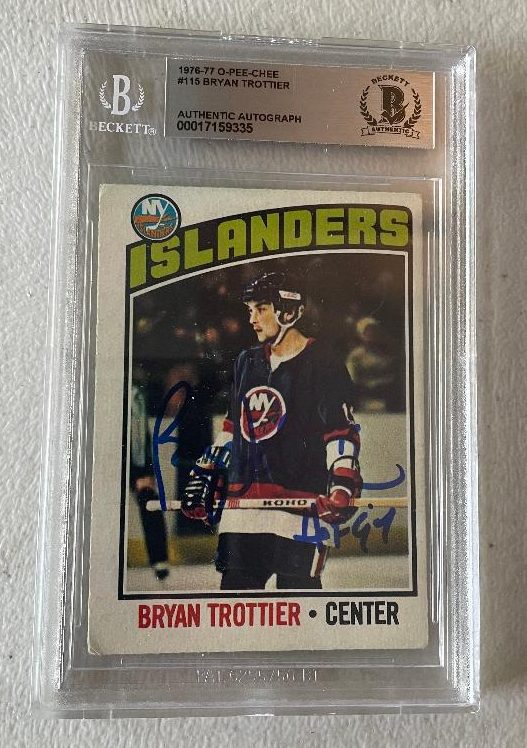 1976-77 O-PEE-CHEE
#115 BRYAN TROTTIER
AUTHENTIC AUTOGRAPH
00017159335
B
BECKETT
BECKETT
B
AUTHENTIC
NY
ISLANDERS
NY
KOHO
HF97
BRYAN TROTTIER • CENTER